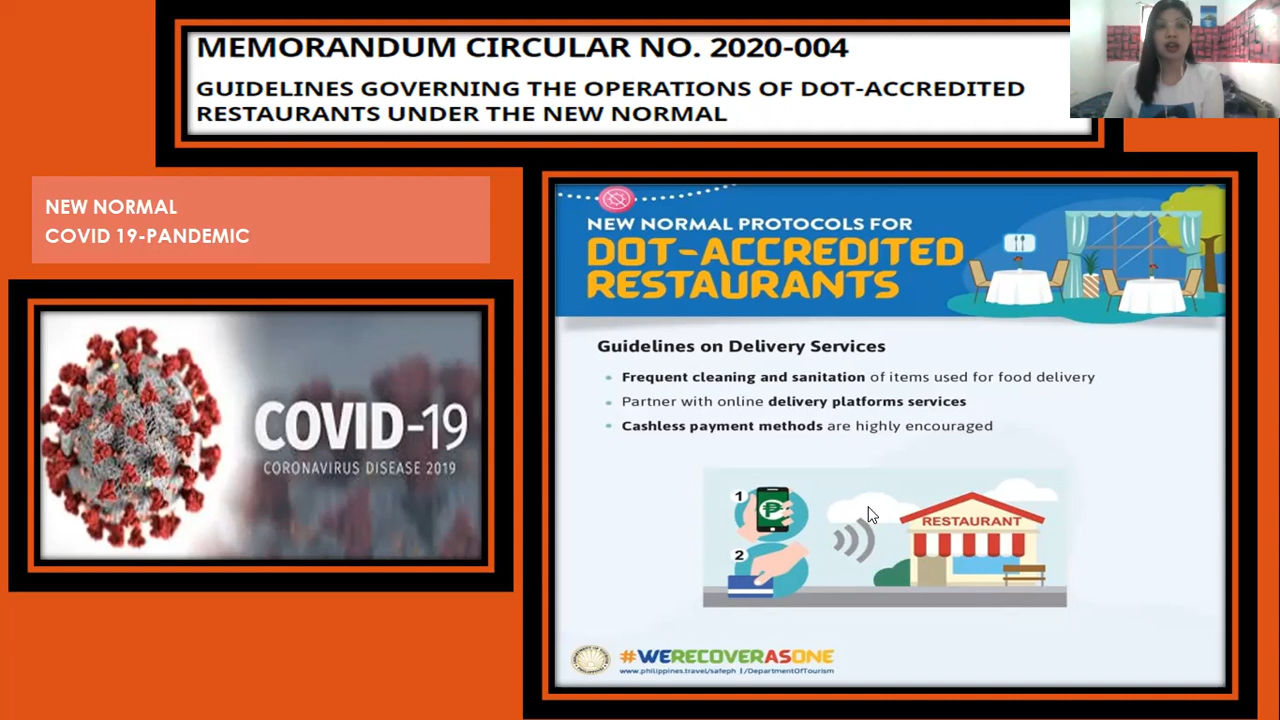 MEMORANDUM CIRCULAR NO. 2020-004
GUIDELINES GOVERNING THE OPERATIONS OF DOT-ACCREDITED
RESTAURANTS UNDER THE NEW NORMAL
NEW NORMAL
COVID 19-PANDEMIC
COVID-19
CORONAVIRUS DISEASE 2019
NEW NORMAL PROTOCOLS FOR
DOT-ACCREDITED
RESTAURANTS
Guidelines on Delivery Services
• Frequent cleaning and sanitation of items used for food delivery
• Partner with online delivery platforms services
• Cashless payment methods are highly encouraged
1
2
RESTAURANT
#WERECOVERASONE
www.philippines.travel/safeph | /DepartmentOfTourism